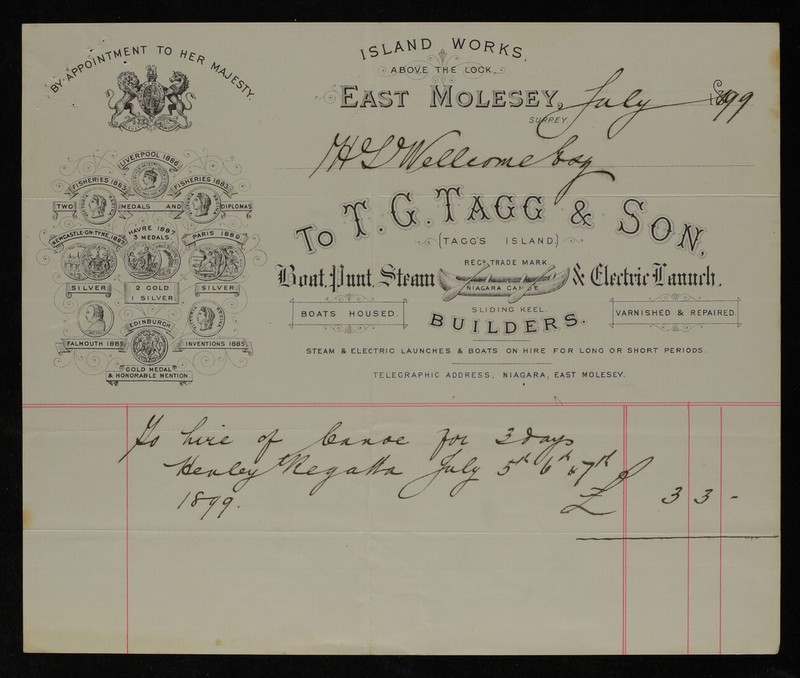 BY APPOINTMENT TO HER MAJESTY.
LIVERPOOL 1886
FISHERIES 1883
FISHERIES 1883
TWO MEDALS AND DIPLOMAS
NEWCASTLE-ON-TYNE, 1887
HAVRE 1887
3 MEDALS.
PARIS 1889
SILVER
2 GOLD
1 SILVER
SILVER
EDINBURGH
FALMOUTH 1885
INVENTIONS 1885
GOLD MEDAL
& HONORABLE MENTION
ISLAND WORKS,
ABOVE THE LOCK,
EAST MOLESEY, July 1899
SURREY
H S Wellcome Esq
To T. G. TAGG & SON,
(TAGG'S ISLAND)
REGD TRADE MARK
Boat, Punt, Steam & Electric Launch,
NIAGARA CANOE
SLIDING KEEL
BOATS HOUSED.
BUILDERS.
VARNISHED & REPAIRED.
STEAM & ELECTRIC LAUNCHES & BOATS ON HIRE FOR LONG OR SHORT PERIODS.
TELEGRAPHIC ADDRESS, NIAGARA, EAST MOLESEY.
To hire of Canoe for 3 days
Henley Regatta July 5th 6th & 7th
1899. £ 3 3 -